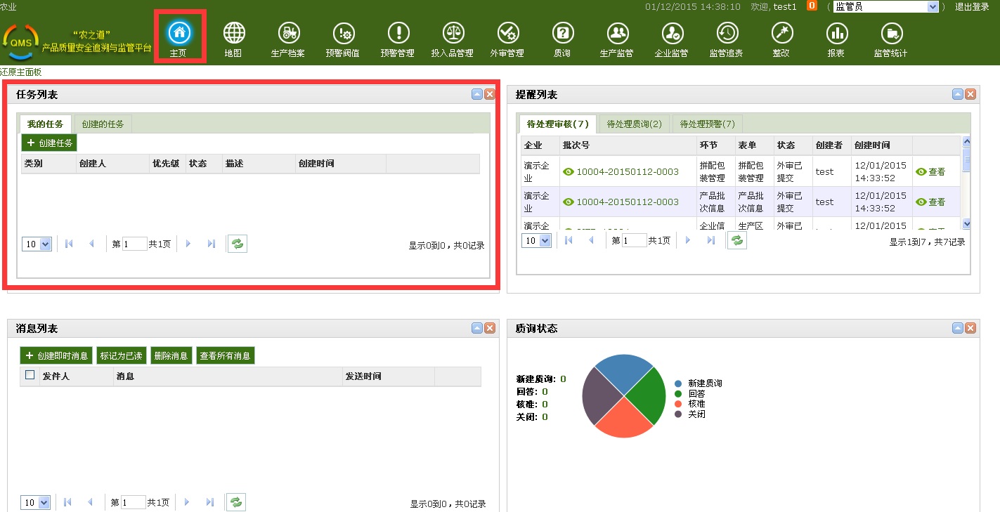 农业
01/12/2015 14:38:10 欢迎, test1 0 ( 监管员 ) 退出登录
QMS
“农之道”
产品质量安全追溯与监管平台
主页 地图 生产档案 预警阀值 预警管理 投入品管理 外审管理 质询 生产监管 企业监管 监管追责 整改 报表 监管统计
还原主面板
任务列表
我的任务 创建的任务
+ 创建任务
类别 创建人 优先级 状态 描述 创建时间
10 第 1 共1页 显示0到0，共0记录
提醒列表
待处理审核(7) 待处理质询(2) 待处理预警(7)
企业 批次号 环节 表单 状态 创建者 创建时间
演示企业 10004-20150112-0003 拼配包装管理 拼配包装管理 外审已提交 test 12/01/2015 14:33:52 查看
演示企业 10004-20150112-0003 产品批次信息 产品批次信息 外审已提交 test 12/01/2015 14:33:52 查看
演示企 企业信 生产区 外审已 12/01/2015
10 第 1 共1页 显示1到7，共7记录
消息列表
+ 创建即时消息 标记为已读 删除消息 查看所有消息
发件人 消息 发送时间
10 第 1 共1页 显示0到0，共0记录
质询状态
新建质询: 0
回答: 0
核准: 0
关闭: 0
新建质询
回答
核准
关闭